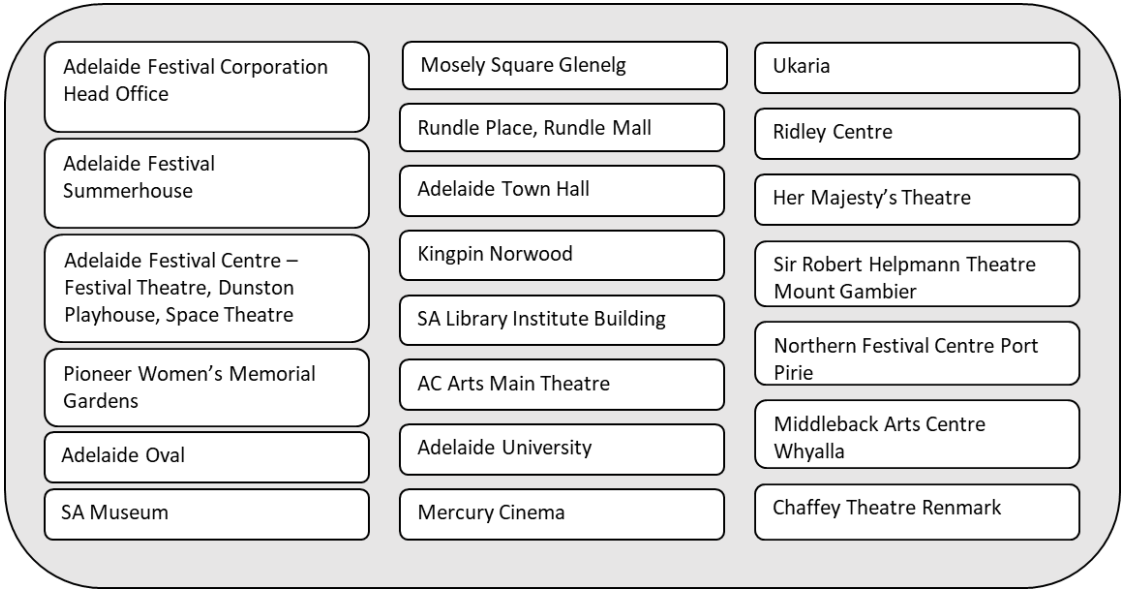 Adelaide Festival Corporation
Head Office
Adelaide Festival
Summerhouse
Adelaide Festival Centre –
Festival Theatre, Dunston
Playhouse, Space Theatre
Pioneer Women’s Memorial
Gardens
Adelaide Oval
SA Museum
Mosely Square Glenelg
Rundle Place, Rundle Mall
Adelaide Town Hall
Kingpin Norwood
SA Library Institute Building
AC Arts Main Theatre
Adelaide University
Mercury Cinema
Ukaria
Ridley Centre
Her Majesty’s Theatre
Sir Robert Helpmann Theatre
Mount Gambier
Northern Festival Centre Port
Pirie
Middleback Arts Centre
Whyalla
Chaffey Theatre Renmark